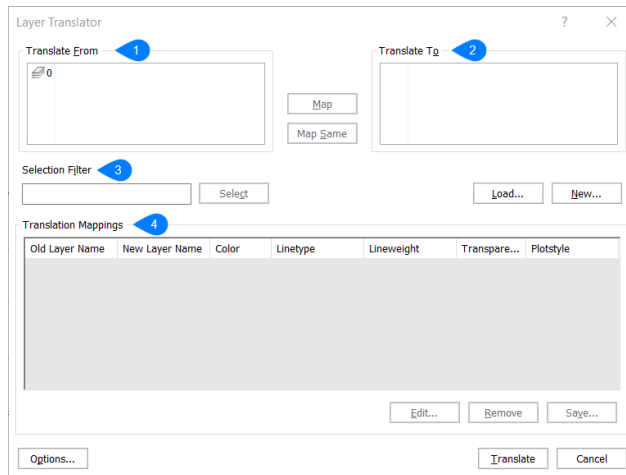 Layer Translator ?
Translate From 1 Translate To 2
0
Map
Map Same
Selection Filter 3
Select Load... New...
Translation Mappings 4
Old Layer Name New Layer Name Color Linetype Lineweight Transpare... Plotstyle
Edit... Remove Save...
Options... Translate Cancel